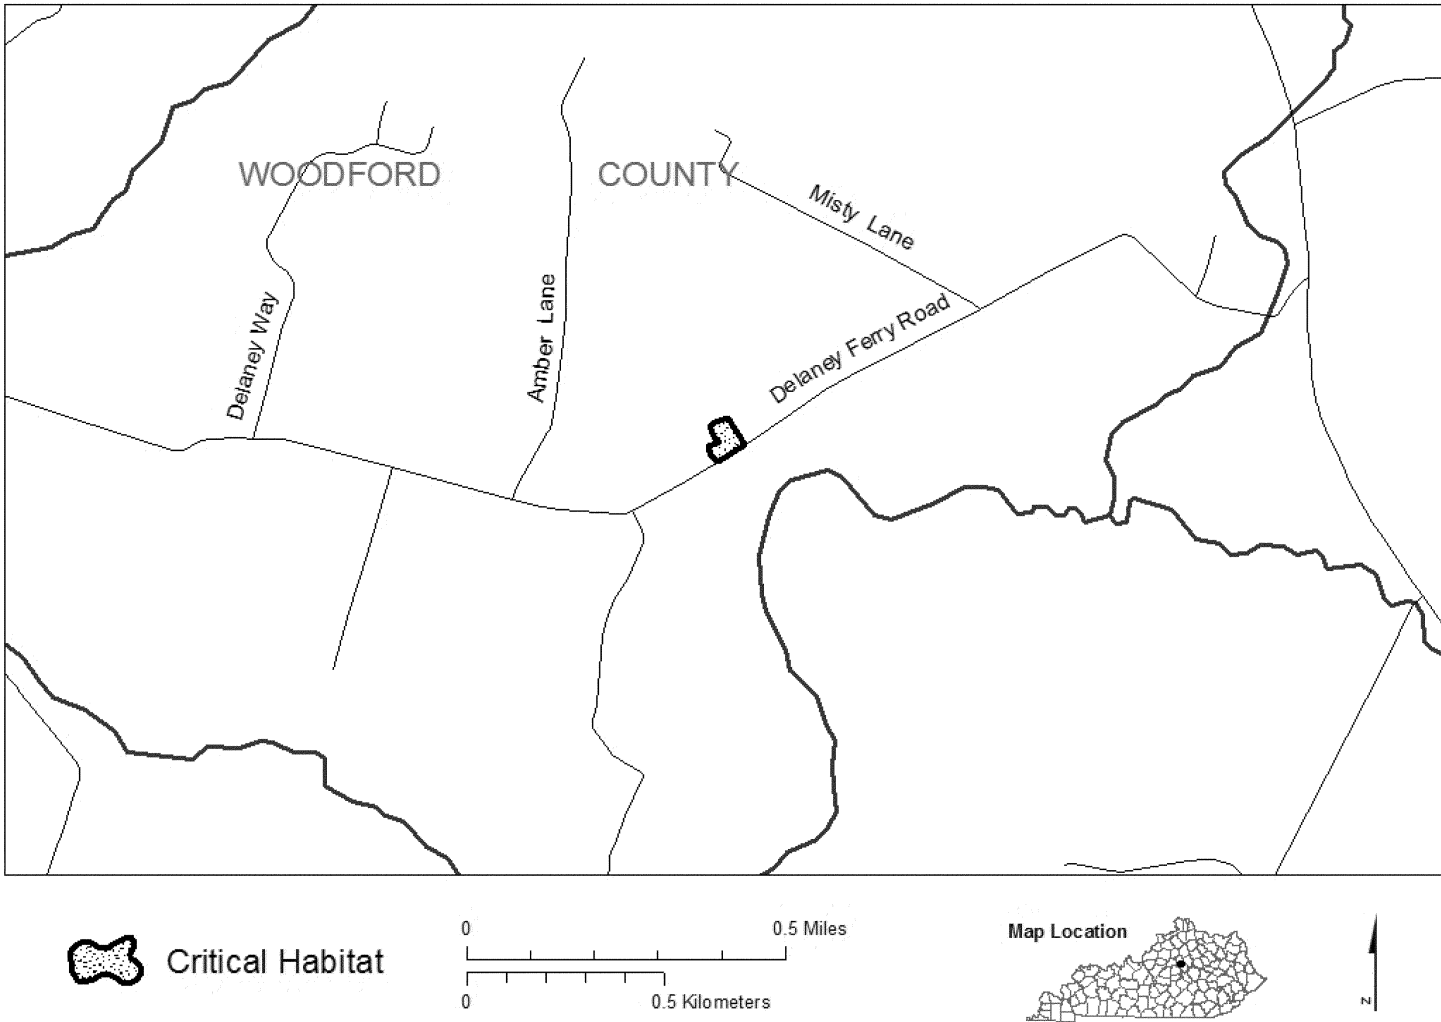 WOODFORD COUNTY
Misty Lane
Delaney Way
Amber Lane
Delaney Ferry Road
Critical Habitat
0 0.5 Miles
0 0.5 Kilometers
Map Location
N